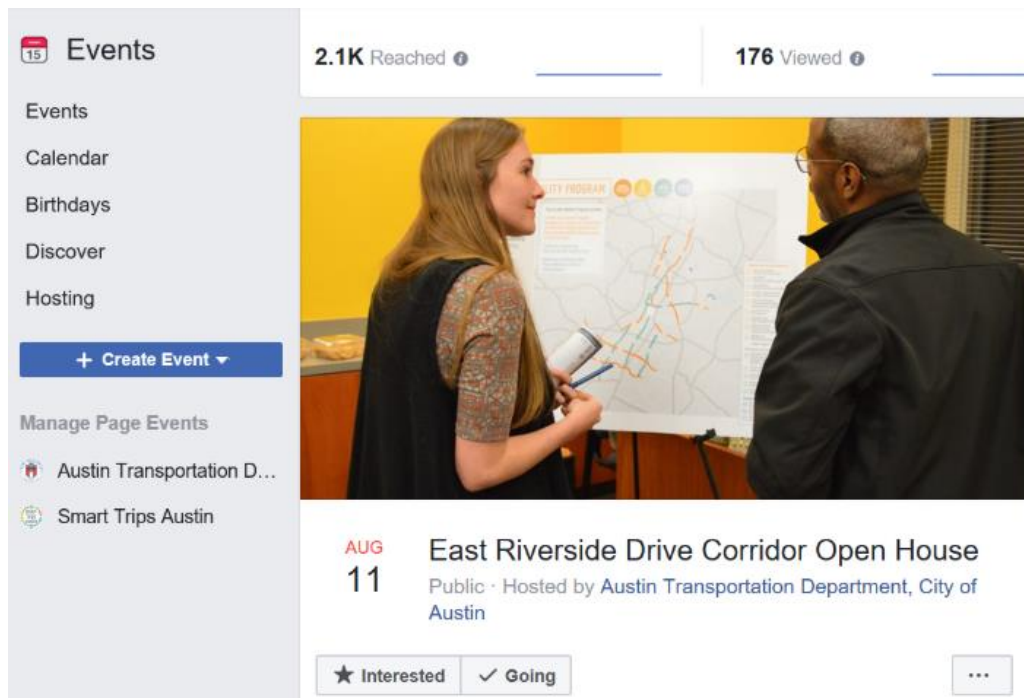 Events
Events
Calendar
Birthdays
Discover
Hosting
+ Create Event
Manage Page Events
Austin Transportation D...
Smart Trips Austin
2.1K Reached
176 Viewed
LITY PROGRAM
AUG
11
East Riverside Drive Corridor Open House
Public · Hosted by Austin Transportation Department, City of
Austin
Interested
Going
...